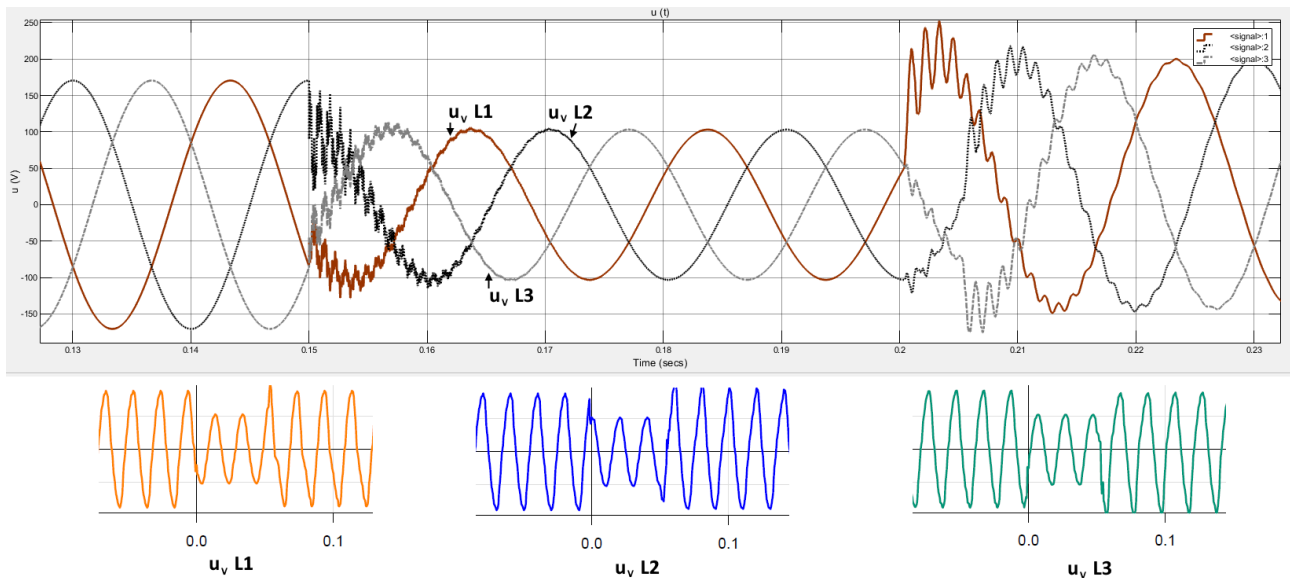 u (t)
250
200
150
100
50
0
-50
-100
-150
u (V)
<signal>:1
<signal>:2
<signal>:3
uv L1
uv L2
uv L3
0.13
0.14
0.15
0.16
0.17
0.18
0.19
0.2
0.21
0.22
0.23
Time (secs)
0.0
0.1
uv L1
0.0
0.1
uv L2
0.0
0.1
uv L3